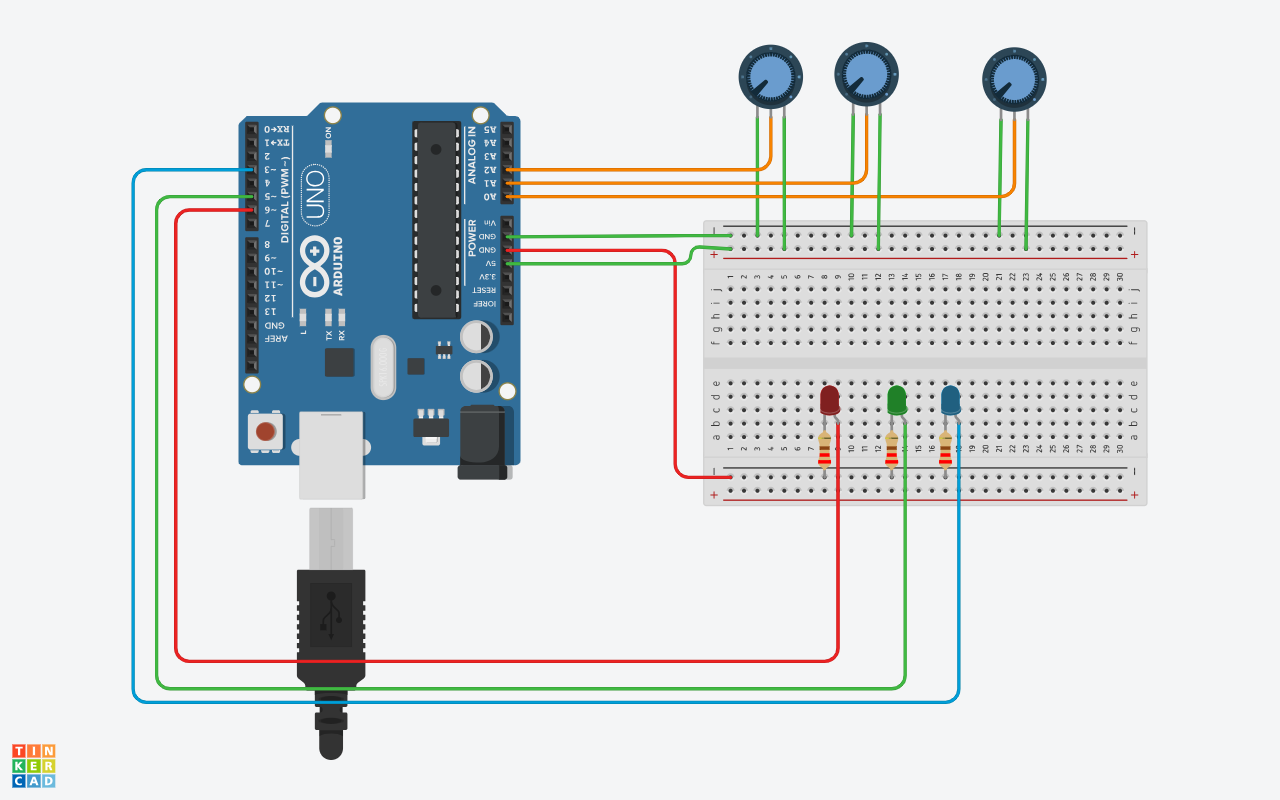 RX←0
TX→1
2
~3
4
~5
~6
7
8
~9
~10
~11
12
13
GND
AREF
DIGITAL (PWM~)
ON
UNO
ARDUINO
L
TX
RX
ANALOG IN
A5
A4
A3
A2
A1
A0
POWER
Vin
GND
GND
5V
3.3V
RESET
IOREF
− −
+ +
1 2 3 4 5 6 7 8 9 10 11 12 13 14 15 16 17 18 19 20 21 22 23 24 25 26 27 28 29 30
j j
i i
h h
g g
f f
e e
d d
c c
b b
a a
1 2 3 4 5 6 7 8 9 10 11 12 13 14 15 16 17 18 19 20 21 22 23 24 25 26 27 28 29 30
− −
+ +
TIN
KER
CAD